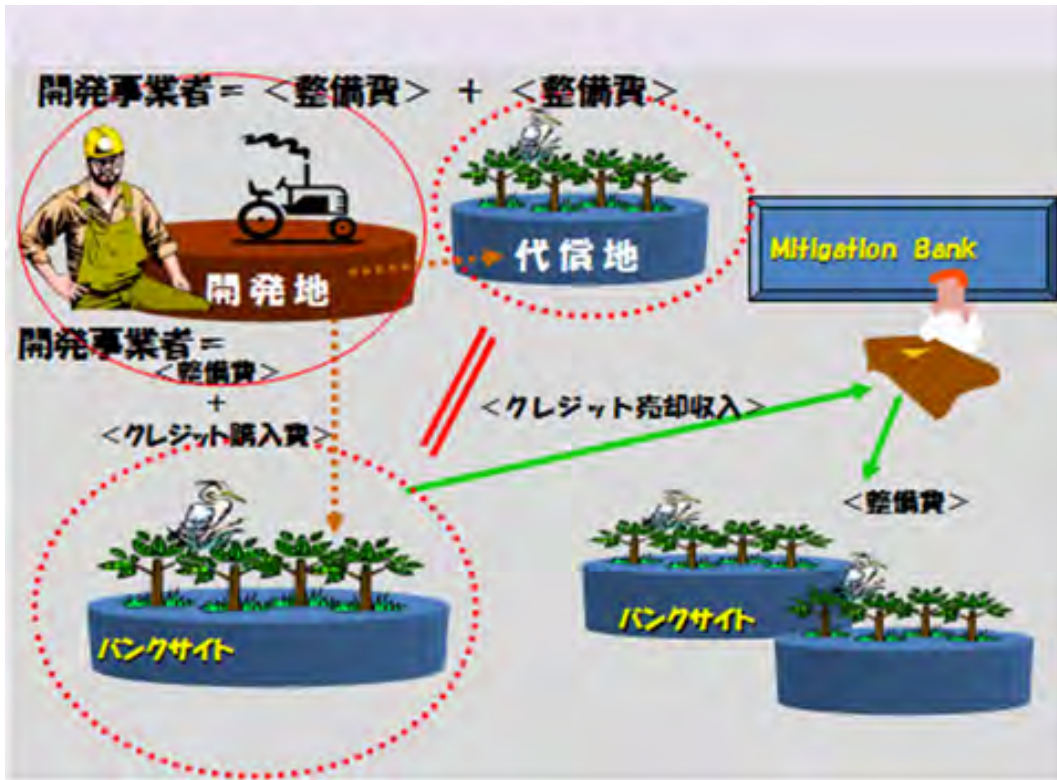 開発事業者＝ ＜整備費＞ ＋ ＜整備費＞
開発地
代償地
Mitigation Bank
開発事業者＝
＜整備費＞
＋
＜クレジット購入費＞
＜クレジット売却収入＞
＜整備費＞
バンクサイト
バンクサイト